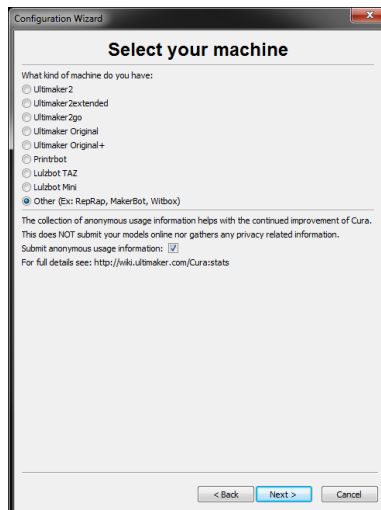 Configuration Wizard
Select your machine
What kind of machine do you have:
Ultimaker2
Ultimaker2extended
Ultimaker2go
Ultimaker Original
Ultimaker Original+
Printrbot
Lulzbot TAZ
Lulzbot Mini
Other (Ex: RepRap, MakerBot, Witbox)
The collection of anonymous usage information helps with the continued improvement of Cura.
This does NOT submit your models online nor gathers any privacy related information.
Submit anonymous usage information:
For full details see: http://wiki.ultimaker.com/Cura:stats
< Back Next > Cancel